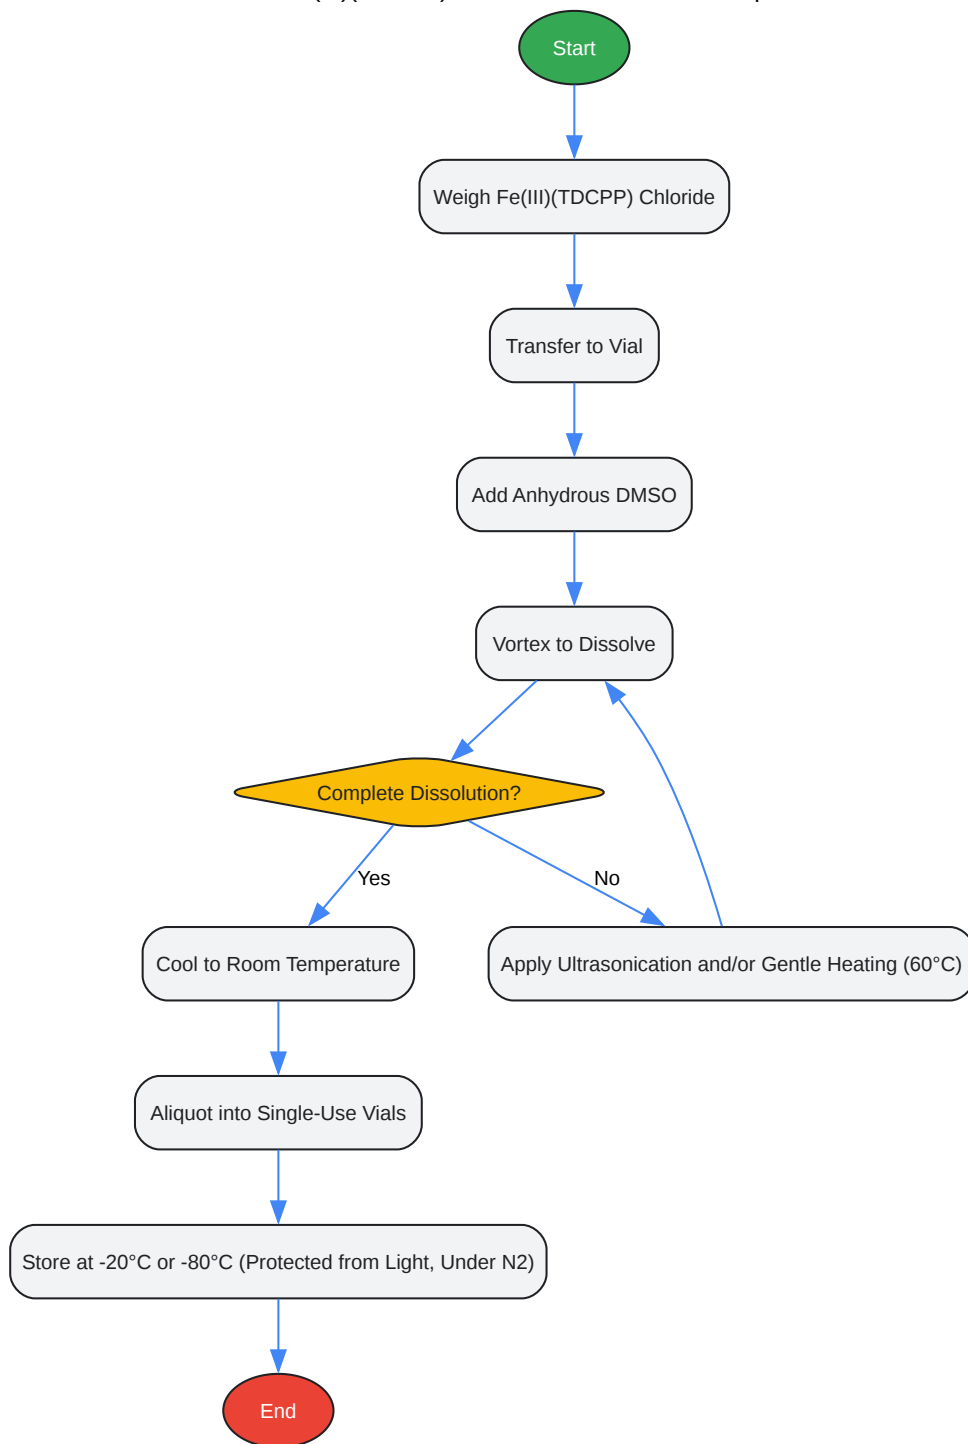 Start
Weigh Fe(III)(TDCPP) Chloride
Transfer to Vial
Add Anhydrous DMSO
Vortex to Dissolve
Complete Dissolution?
Yes
No
Cool to Room Temperature
Apply Ultrasonication and/or Gentle Heating (60°C)
Aliquot into Single-Use Vials
Store at -20°C or -80°C (Protected from Light, Under N2)
End